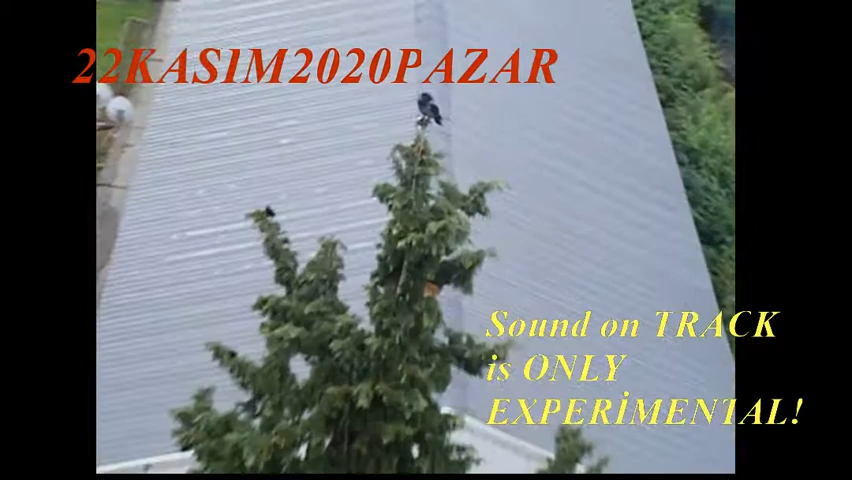 22KASIM2020PAZAR
Sound on TRACK
is ONLY
EXPERİMENTAL!